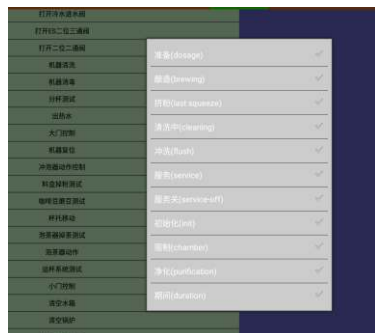 打开冷水进水阀
打开ES二位三通阀
打开二位二通阀
机器清洗
机器消毒
分杯测试
出热水
大门控制
机器复位
冲泡器动作控制
料盒掉粉测试
咖啡豆磨豆测试
杯托移动
泡茶器掉茶测试
泡茶器动作
送杯系统测试
小门控制
清空水箱
清空锅炉
准备(dosage)
酿造(brewing)
挤粉(last squeeze)
清洗中(cleaning)
冲洗(flush)
服务(service)
服务关(service-off)
初始化(init)
(chamber)
净化(purification)
期间(duration)